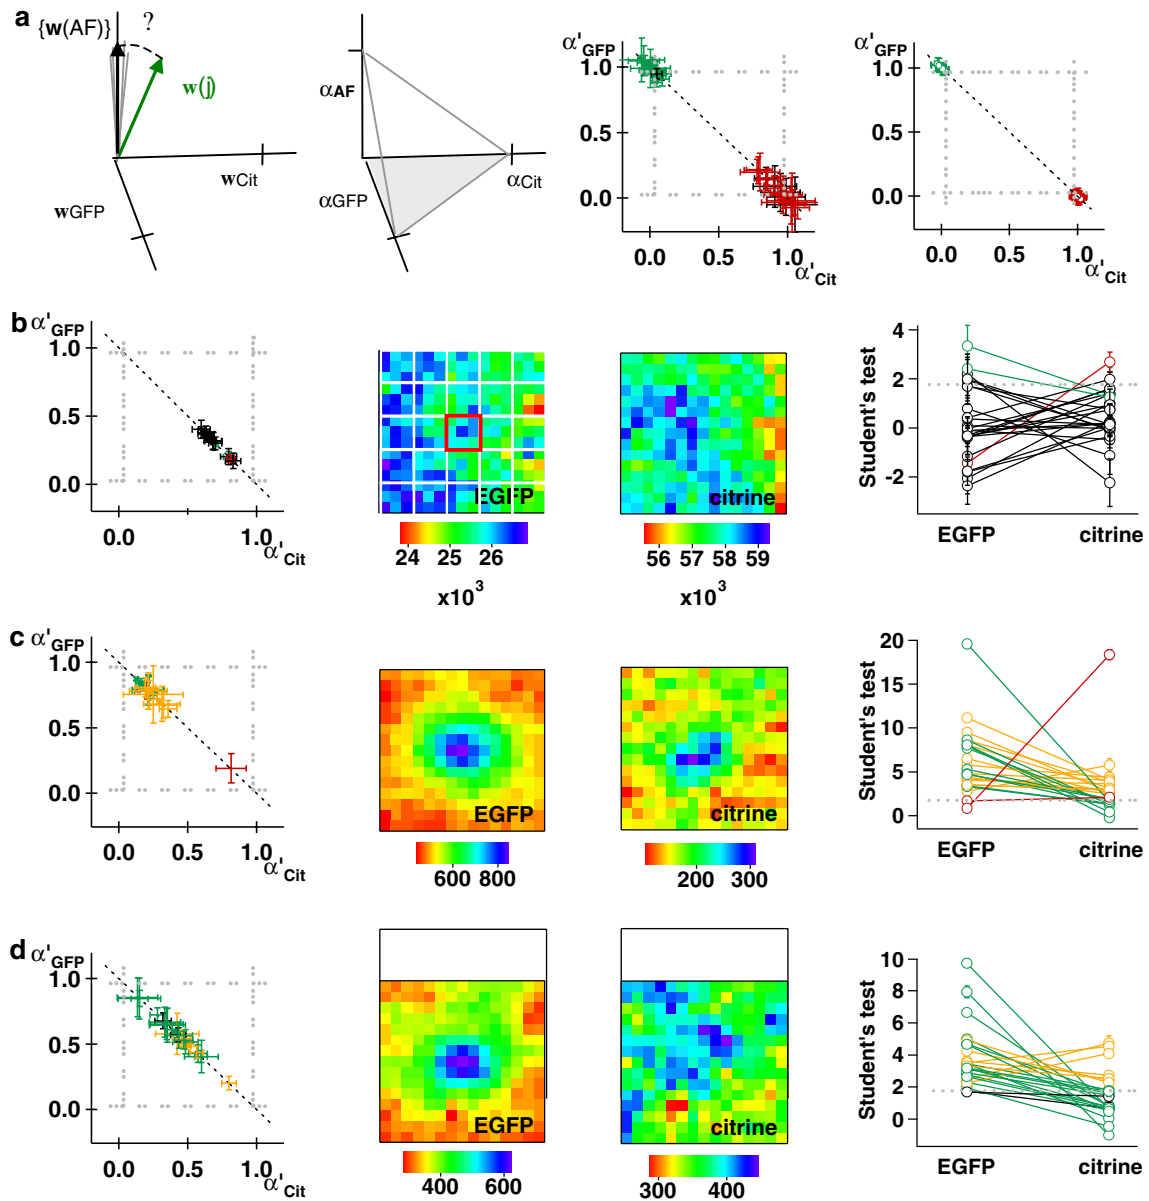 a
{w(AF)}
?
w(j)
wCit
wGFP
αAF
αCit
αGFP
α'GFP
1.0
0.5
0.0
0.0 0.5 1.0
α'Cit
α'GFP
1.0
0.5
0.0
0.0 0.5 1.0
α'Cit
b
α'GFP
1.0
0.5
0.0
0.0 0.5 1.0
α'Cit
EGFP
24 25 26
x10³
citrine
56 57 58 59
x10³
Student's test
4
2
0
-2
EGFP citrine
c
α'GFP
1.0
0.5
0.0
0.0 0.5 1.0
α'Cit
EGFP
600 800
citrine
200 300
Student's test
20
15
10
5
0
EGFP citrine
d
α'GFP
1.0
0.5
0.0
0.0 0.5 1.0
α'Cit
EGFP
400 600
citrine
300 400
Student's test
10
8
6
4
2
0
EGFP citrine